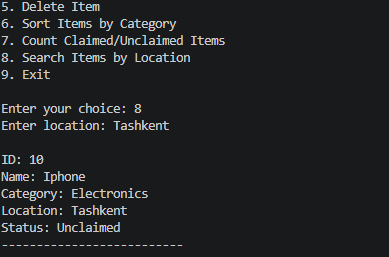 5. Delete Item
6. Sort Items by Category
7. Count Claimed/Unclaimed Items
8. Search Items by Location
9. Exit
Enter your choice: 8
Enter location: Tashkent
ID: 10
Name: Iphone
Category: Electronics
Location: Tashkent
Status: Unclaimed
--------------------------